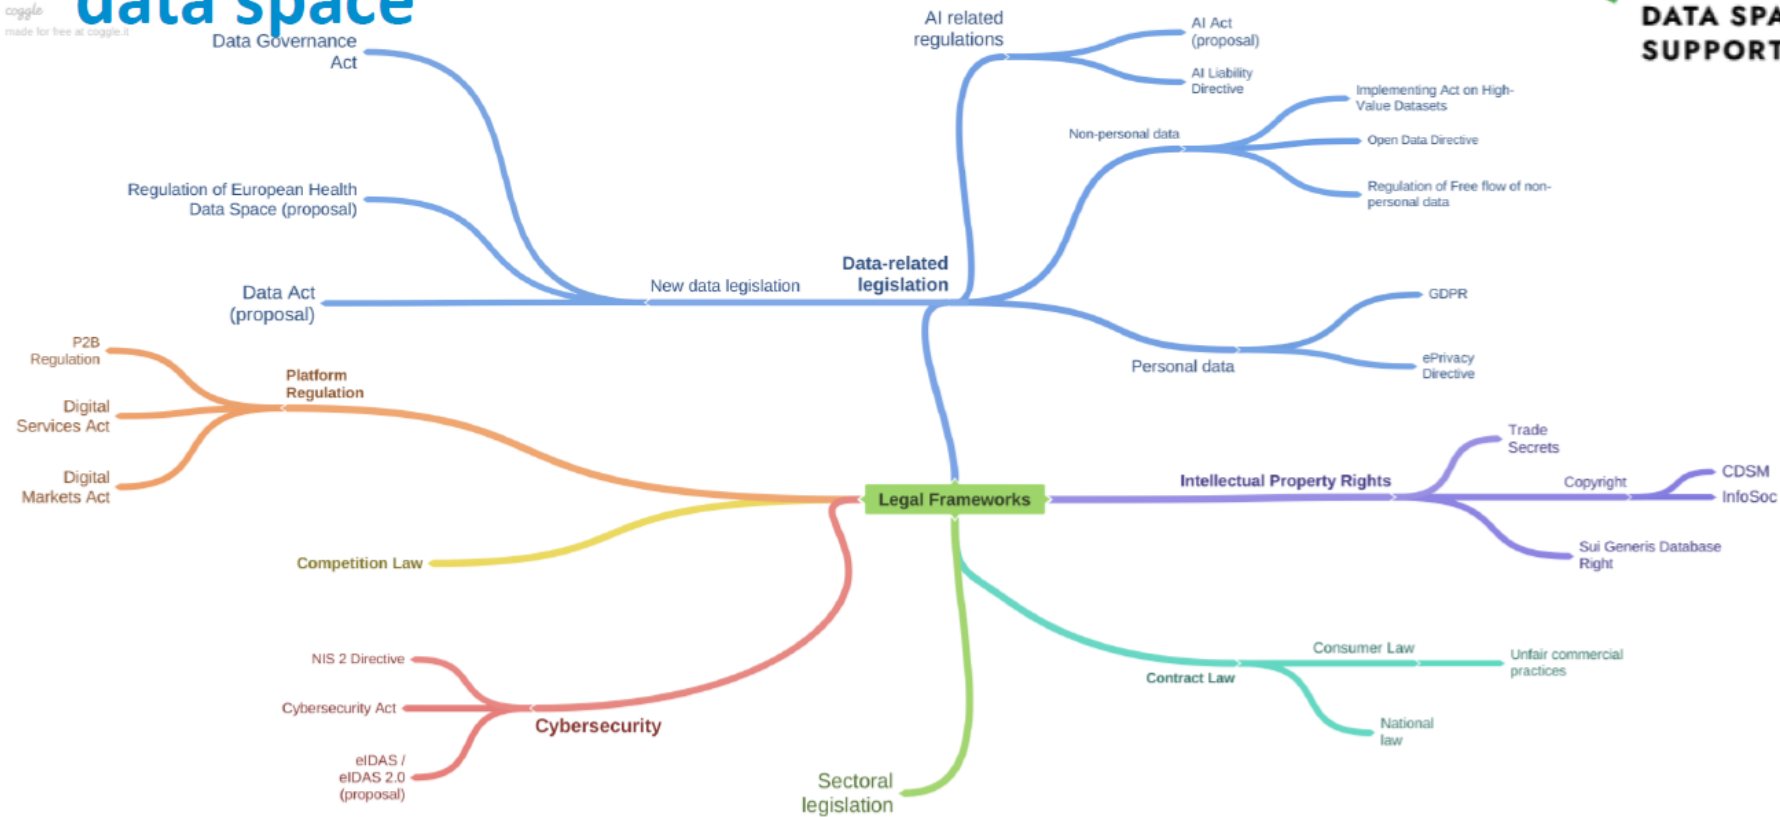 coggle
made for free at coggle.it
data space
DATA SPA
SUPPORT
Data Governance
Act
Regulation of European Health
Data Space (proposal)
Data Act
(proposal)
New data legislation
Data-related
legislation
AI related
regulations
AI Act
(proposal)
AI Liability
Directive
Non-personal data
Implementing Act on High-
Value Datasets
Open Data Directive
Regulation of Free flow of non-
personal data
Personal data
GDPR
ePrivacy
Directive
P2B
Regulation
Digital
Services Act
Digital
Markets Act
Platform
Regulation
Legal Frameworks
Intellectual Property Rights
Trade
Secrets
Copyright
CDSM
InfoSoc
Sui Generis Database
Right
Competition Law
NIS 2 Directive
Cybersecurity Act
eIDAS /
eIDAS 2.0
(proposal)
Cybersecurity
Sectoral
legislation
Contract Law
Consumer Law
Unfair commercial
practices
National
law